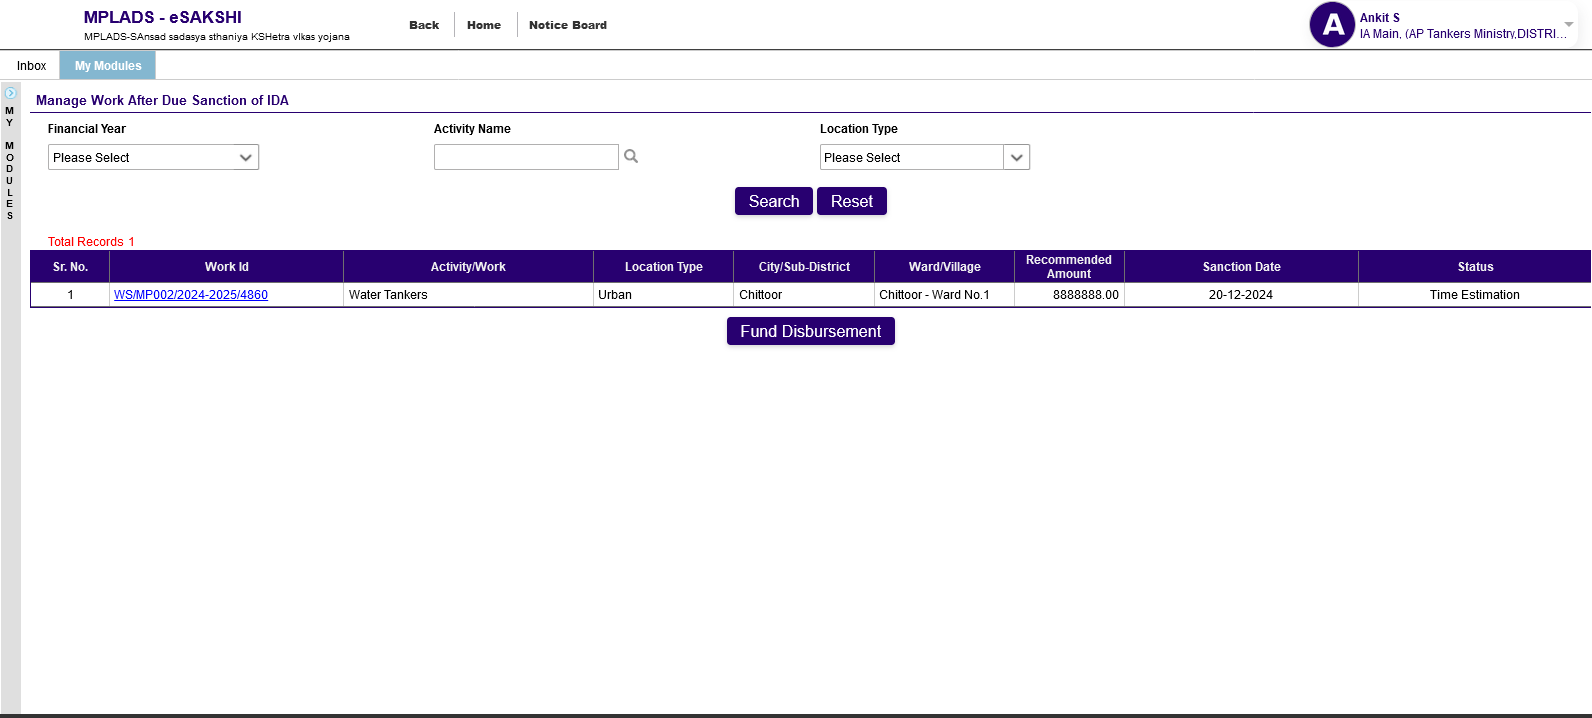 MPLADS - eSAKSHI
MPLADS-SAnsad sadasya sthaniya KSHetra vIkas yojana
Back Home Notice Board
A
Ankit S
IA Main, (AP Tankers Ministry,DISTRI...
Inbox My Modules
MY MODULES
Manage Work After Due Sanction of IDA
Financial Year Activity Name Location Type
Please Select Please Select
Search Reset
Total Records 1
Sr. No. Work Id Activity/Work Location Type City/Sub-District Ward/Village Recommended Amount Sanction Date Status
1 WS/MP002/2024-2025/4860 Water Tankers Urban Chittoor Chittoor - Ward No.1 8888888.00 20-12-2024 Time Estimation
Fund Disbursement